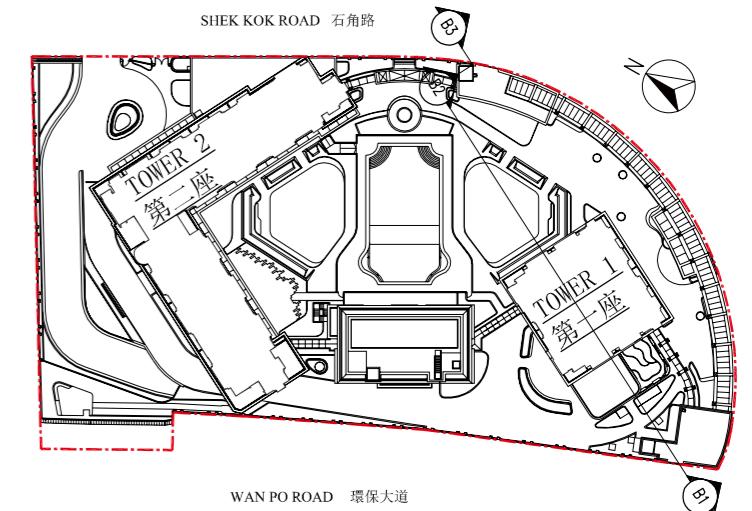 SHEK KOK ROAD 石角路
B3
B2
N
TOWER 2
第二座
TOWER 1
第一座
B1
WAN PO ROAD 環保大道